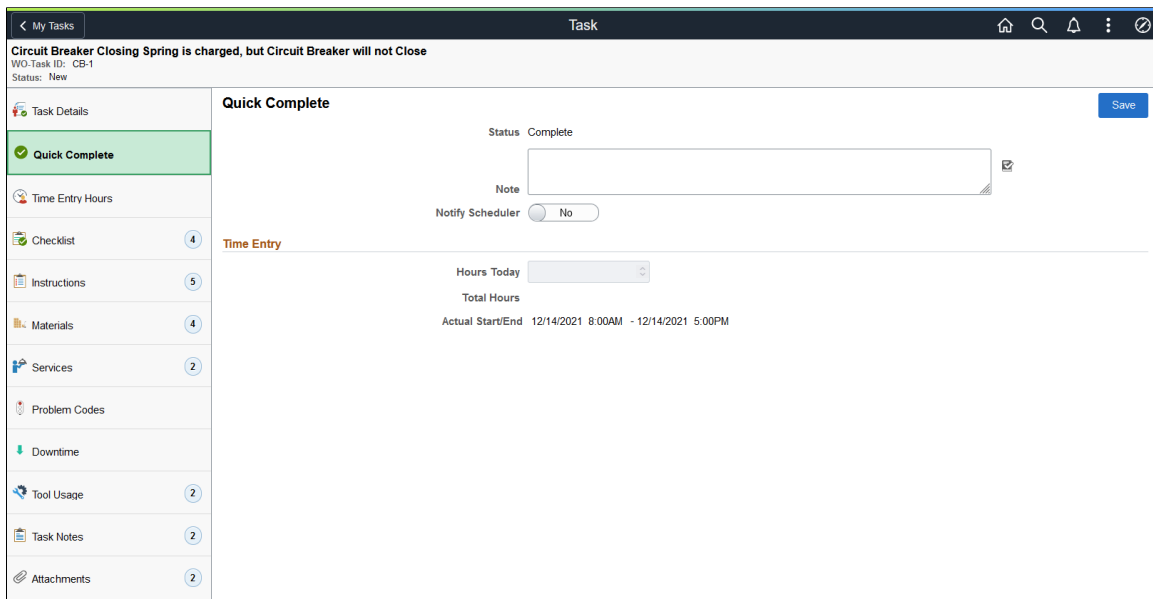 My Tasks
Task
Circuit Breaker Closing Spring is charged, but Circuit Breaker will not Close
WO-Task ID: CB-1
Status: New
Task Details
Quick Complete
Time Entry Hours
Checklist 4
Instructions 5
Materials 4
Services 2
Problem Codes
Downtime
Tool Usage 2
Task Notes 2
Attachments 2
Quick Complete
Save
Status Complete
Note
Notify Scheduler No
Time Entry
Hours Today
Total Hours
Actual Start/End 12/14/2021 8:00AM - 12/14/2021 5:00PM